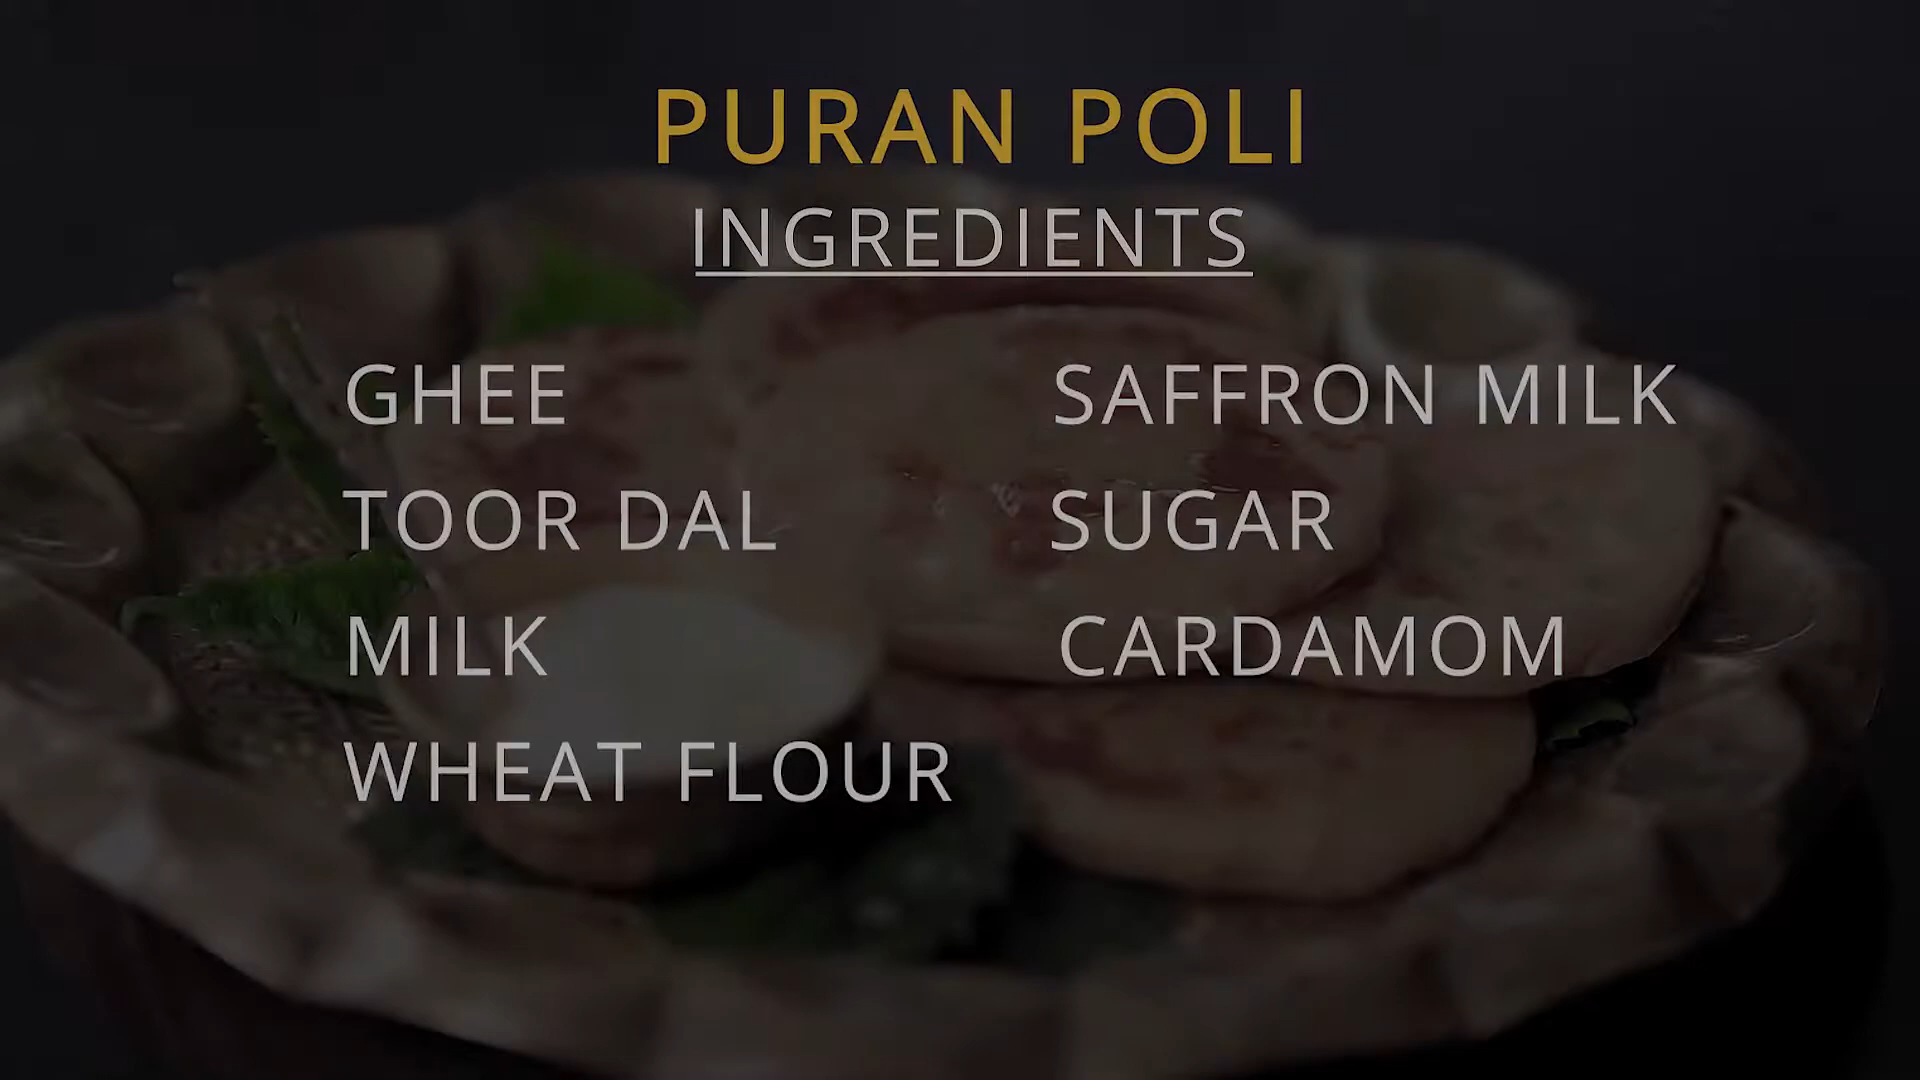 PURAN POLI
INGREDIENTS
GHEE
TOOR DAL
MILK
WHEAT FLOUR
SAFFRON MILK
SUGAR
CARDAMOM